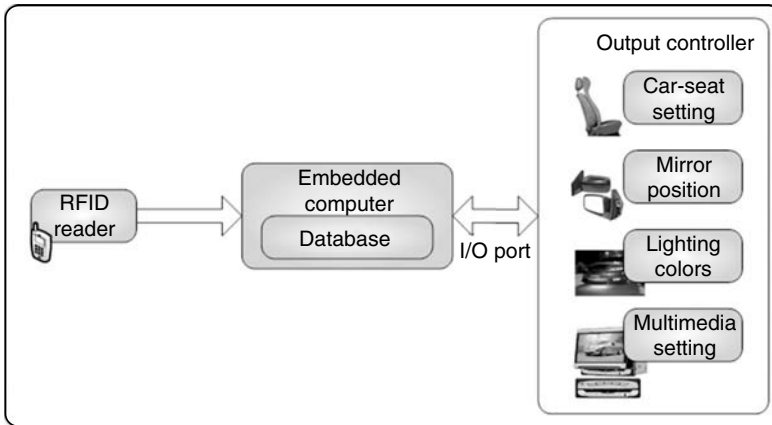 Output controller
Car-seat
setting
Mirror
position
Lighting
colors
Multimedia
setting
RFID
reader
Embedded
computer
Database
I/O port